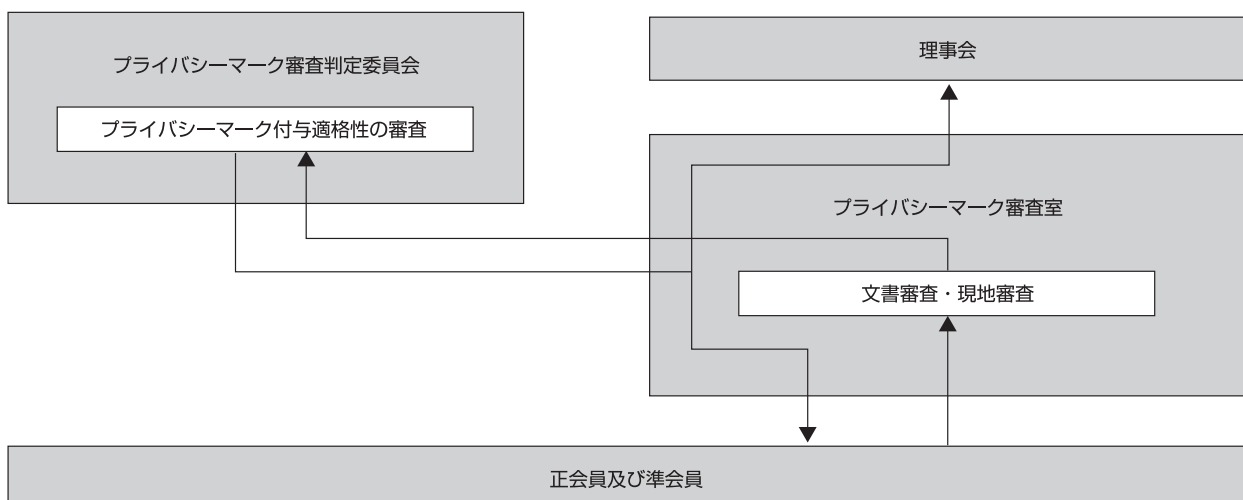 プライバシーマーク審査判定委員会
プライバシーマーク付与適格性の審査
理事会
プライバシーマーク審査室
文書審査・現地審査
正会員及び準会員